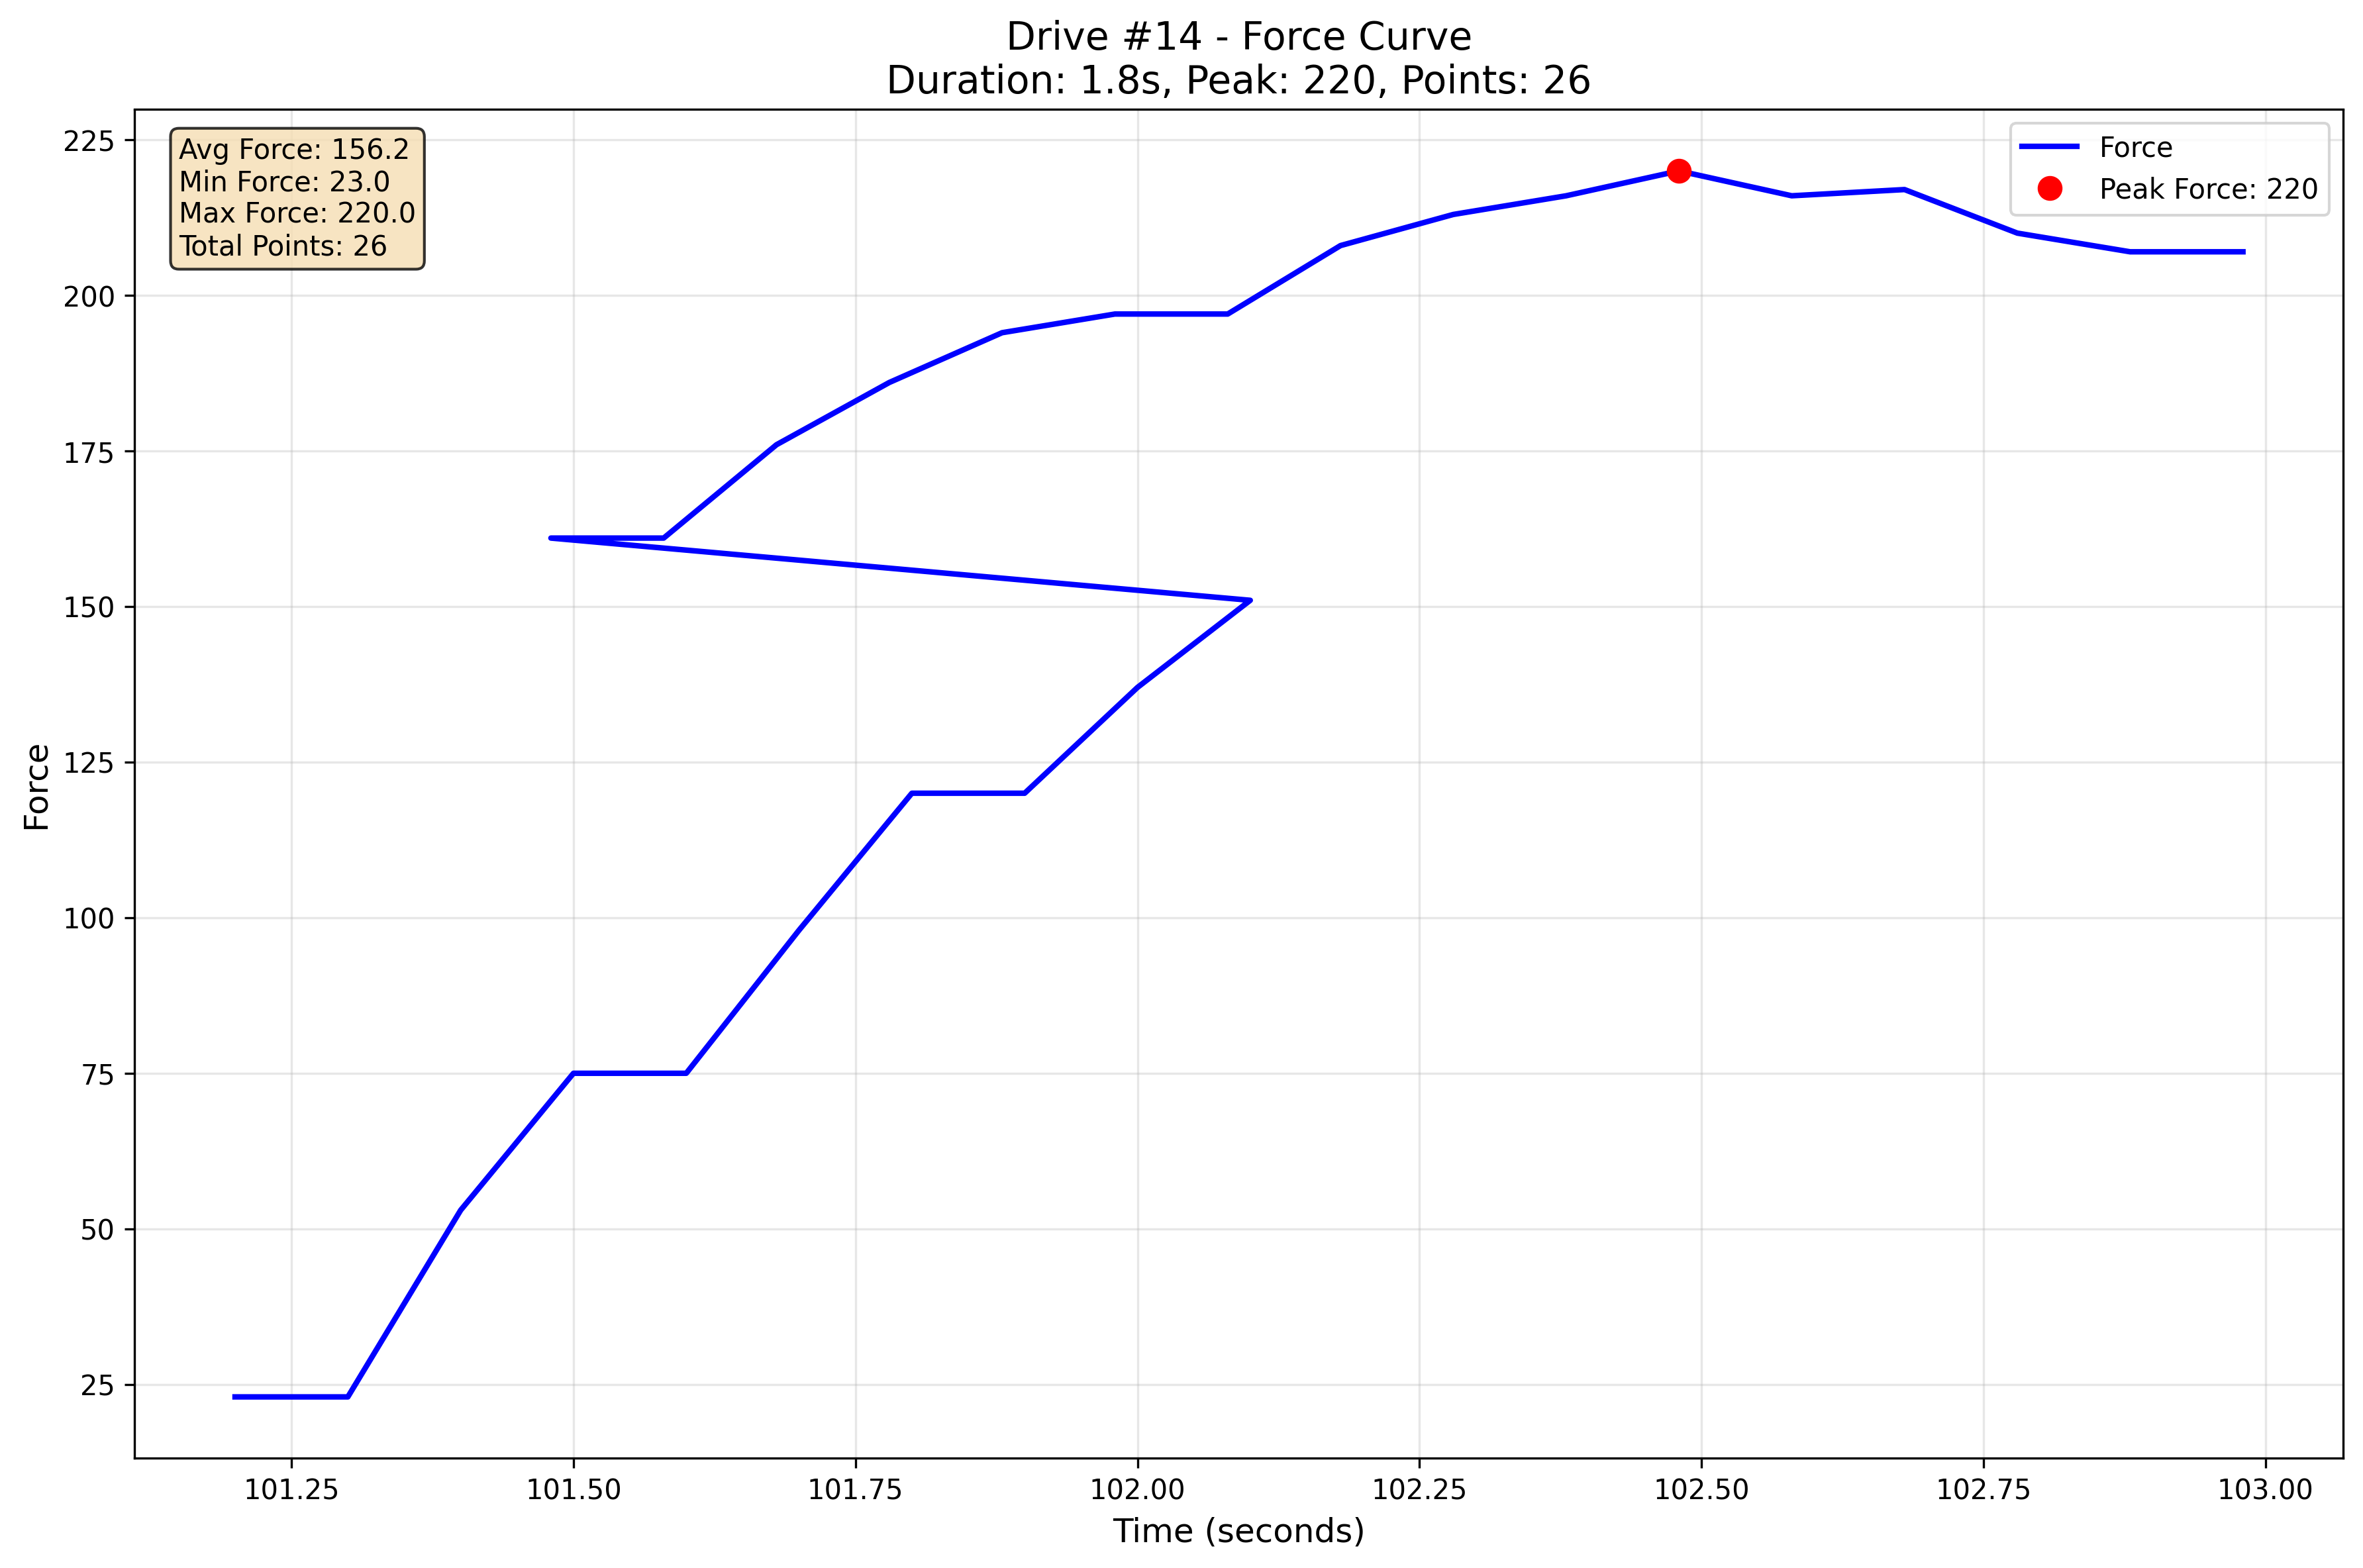 Drive #14 - Force Curve
Duration: 1.8s, Peak: 220, Points: 26
Avg Force: 156.2
Min Force: 23.0
Max Force: 220.0
Total Points: 26
Force
Peak Force: 220
225
200
175
150
125
100
75
50
25
Force
101.25
101.50
101.75
102.00
102.25
102.50
102.75
103.00
Time (seconds)